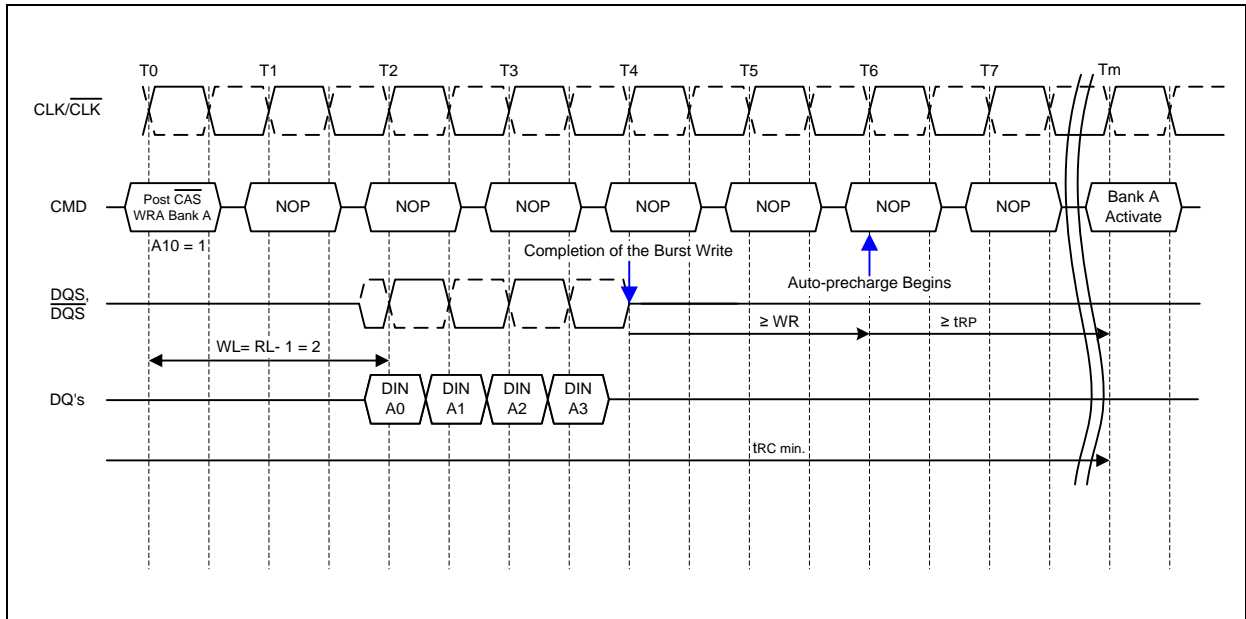 T0 T1 T2 T3 T4 T5 T6 T7 Tm
CLK/CLK
CMD
Post CAS
WRA Bank A
NOP NOP NOP NOP NOP NOP NOP
Bank A
Activate
A10 = 1
Completion of the Burst Write
Auto-precharge Begins
DQS,
DQS
≥ WR
≥ tRP
WL= RL- 1 = 2
DQ's
DIN
A0
DIN
A1
DIN
A2
DIN
A3
tRC min.